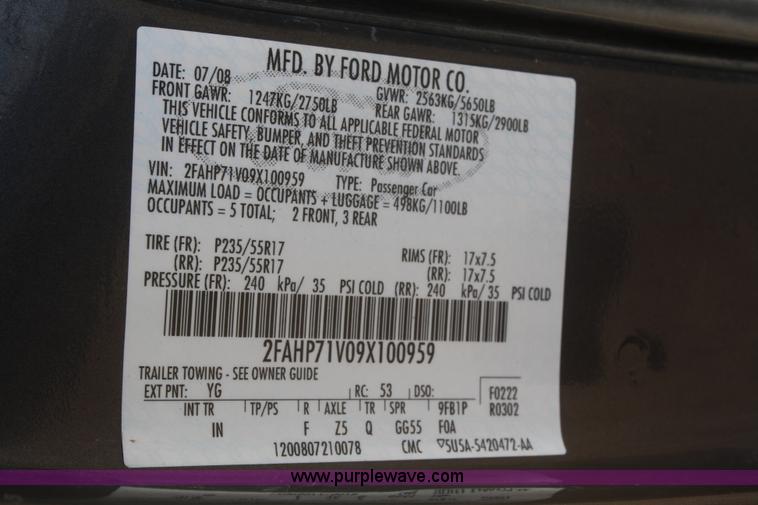 MFD. BY FORD MOTOR CO.
DATE: 07/08 GVWR: 2563KG/5650LB
FRONT GAWR: 1247KG/2750LB REAR GAWR: 1315KG/2900LB
THIS VEHICLE CONFORMS TO ALL APPLICABLE FEDERAL MOTOR
VEHICLE SAFETY, BUMPER, AND THEFT PREVENTION STANDARDS
IN EFFECT ON THE DATE OF MANUFACTURE SHOWN ABOVE.
VIN: 2FAHP71V09X100959 TYPE: Passenger Car
MAXIMUM LOAD = OCCUPANTS + LUGGAGE = 498KG/1100LB
OCCUPANTS = 5 TOTAL; 2 FRONT, 3 REAR
TIRE (FR): P235/55R17 RIMS (FR): 17x7.5
(RR): P235/55R17 (RR): 17x7.5
PRESSURE (FR): 240 kPa/ 35 PSI COLD (RR): 240 kPa/ 35 PSI COLD
2FAHP71V09X100959
TRAILER TOWING - SEE OWNER GUIDE
EXT PNT: YG RC: 53 DSO: F0222
INT TR TP/PS R AXLE TR SPR 9FB1P R0302
IN F Z5 Q GG55 F0A
1200807210078 CMC ▽5U5A-5420472-AA
www.purplewave.com